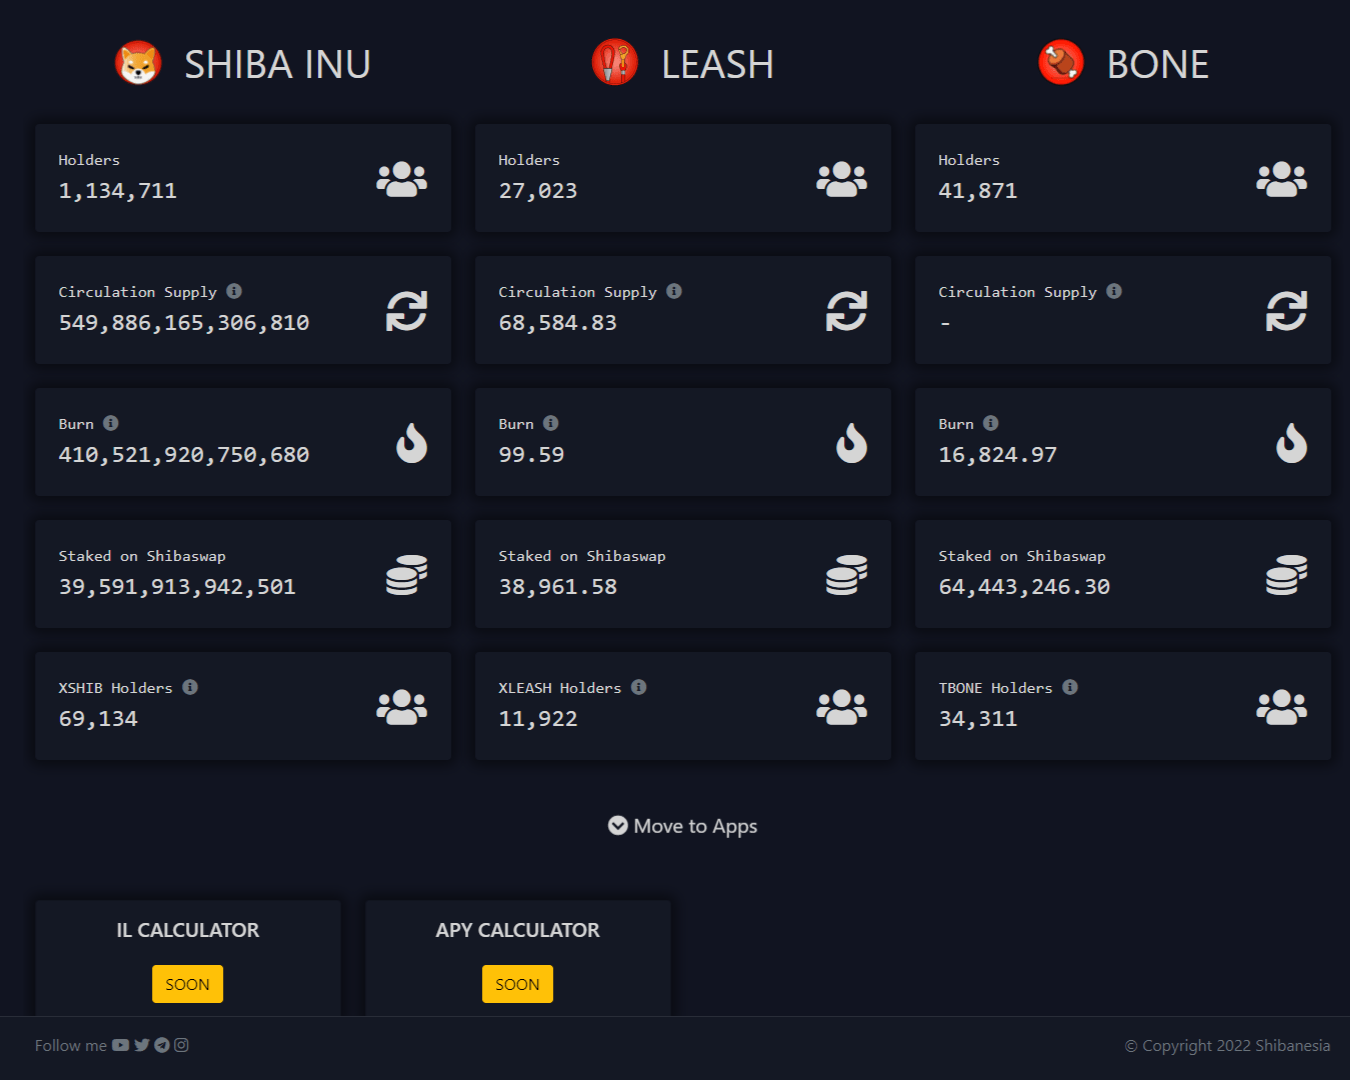 SHIBA INU
LEASH
BONE
Holders
1,134,711
Holders
27,023
Holders
41,871
Circulation Supply
549,886,165,306,810
Circulation Supply
68,584.83
Circulation Supply
-
Burn
410,521,920,750,680
Burn
99.59
Burn
16,824.97
Staked on Shibaswap
39,591,913,942,501
Staked on Shibaswap
38,961.58
Staked on Shibaswap
64,443,246.30
XSHIB Holders
69,134
XLEASH Holders
11,922
TBONE Holders
34,311
Move to Apps
IL CALCULATOR
SOON
APY CALCULATOR
SOON
Follow me
© Copyright 2022 Shibanesia